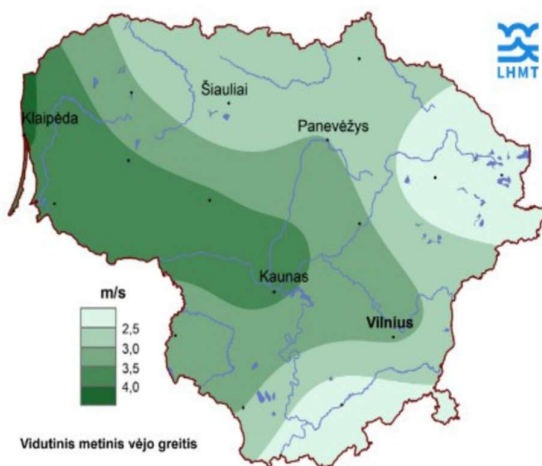 LHMT
Šiauliai
Klaipėda
Panevėžys
Kaunas
Vilnius
m/s
2,5
3,0
3,5
4,0
Vidutinis metinis vėjo greitis